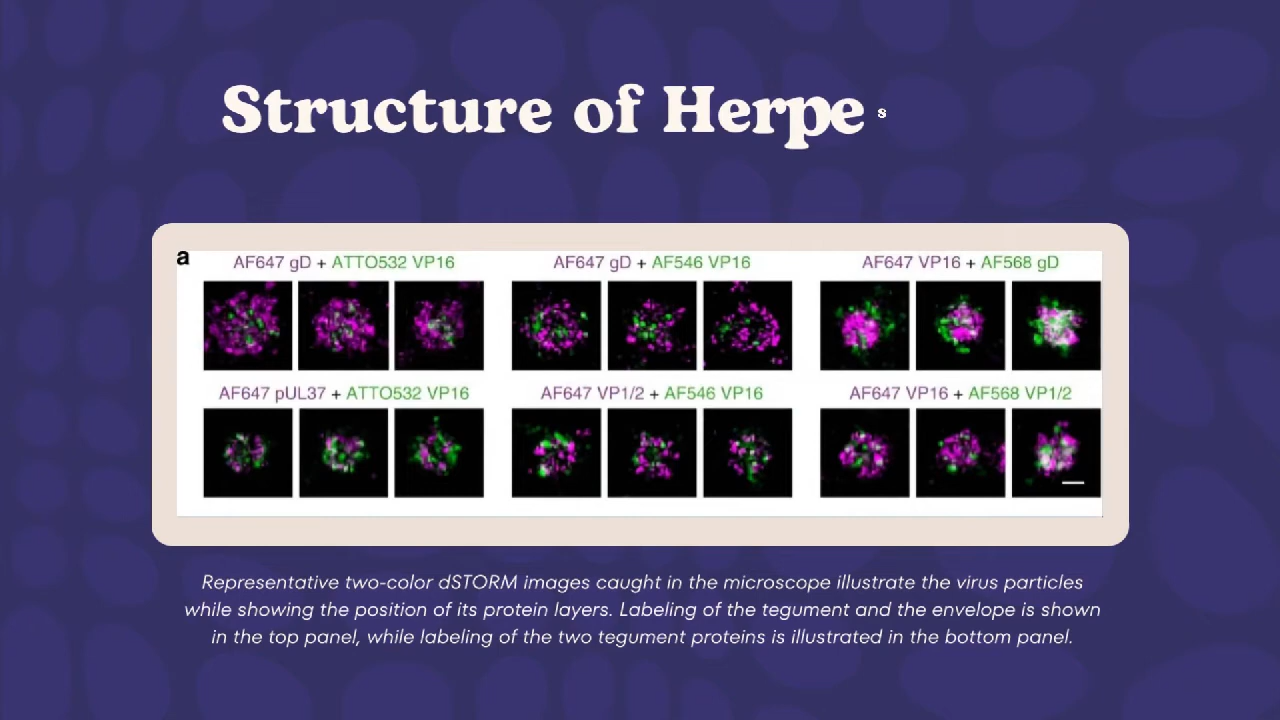 Structure of Herpes
a
AF647 gD + ATTO532 VP16
AF647 gD + AF546 VP16
AF647 VP16 + AF568 gD
AF647 pUL37 + ATTO532 VP16
AF647 VP1/2 + AF546 VP16
AF647 VP16 + AF568 VP1/2
Representative two-color dSTORM images caught in the microscope illustrate the virus particles
while showing the position of its protein layers. Labeling of the tegument and the envelope is shown
in the top panel, while labeling of the two tegument proteins is illustrated in the bottom panel.